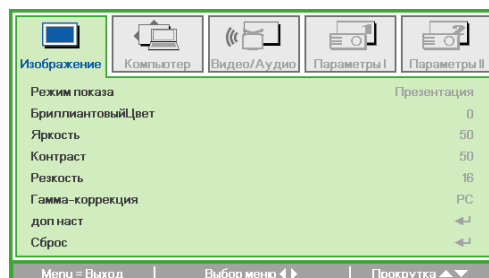 Изображение Компьютер Видео/Аудио Параметры I Параметры II
Режим показа Презентация
БриллиантовыйЦвет 0
Яркость 50
Контраст 50
Резкость 16
Гамма-коррекция PC
доп наст
Сброс
Menu = Выход Выбор меню Прокрутка